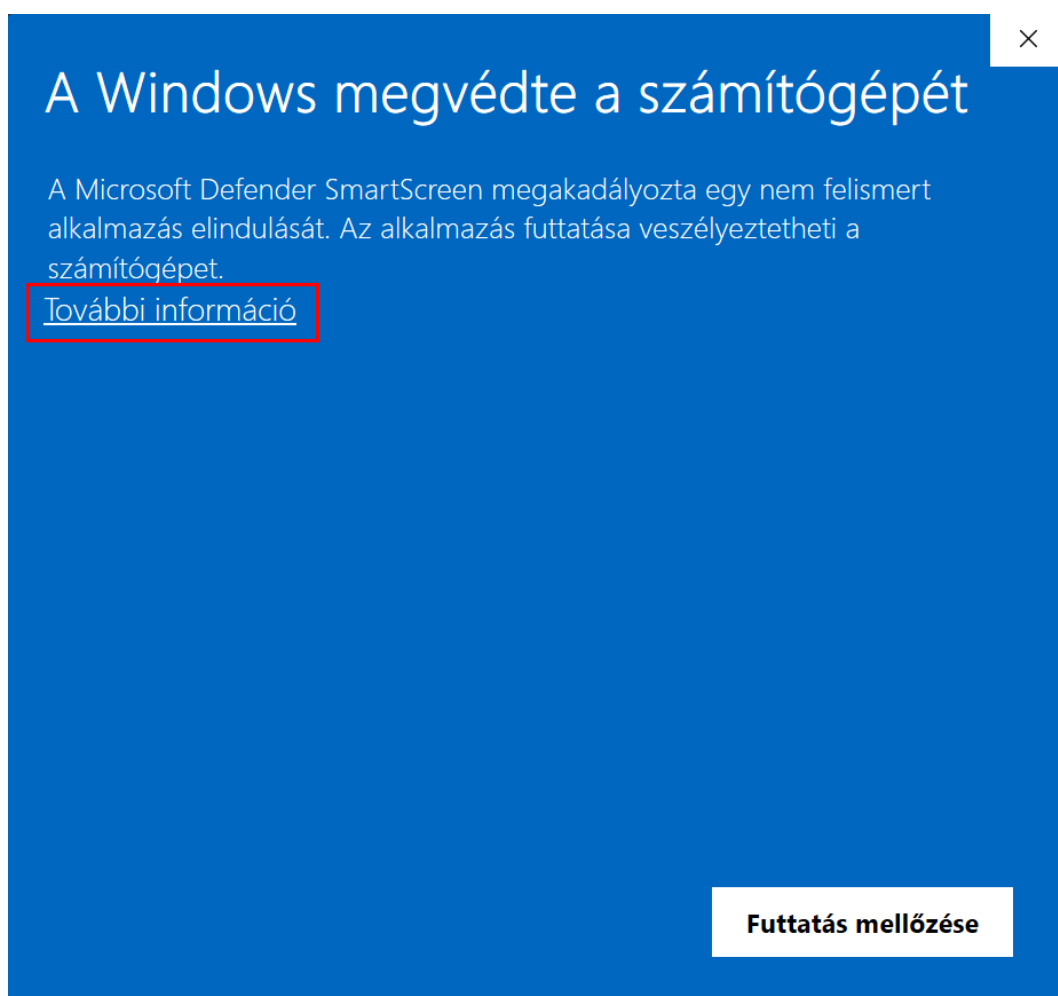 A Windows megvédte a számítógépét
A Microsoft Defender SmartScreen megakadályozta egy nem felismert
alkalmazás elindulását. Az alkalmazás futtatása veszélyeztetheti a
számítógépet.
További információ
Futtatás mellőzése